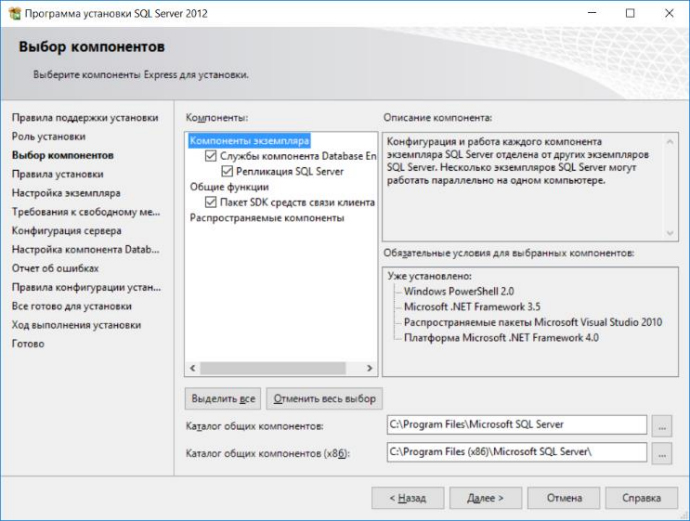 Программа установки SQL Server 2012
Выбор компонентов
Выберите компоненты Express для установки.
Правила поддержки установки
Роль установки
Выбор компонентов
Правила установки
Настройка экземпляра
Требования к свободному ме...
Конфигурация сервера
Настройка компонента Datab...
Отчет об ошибках
Правила конфигурации устан...
Все готово для установки
Ход выполнения установки
Готово
Компоненты:
Компоненты экземпляра
Службы компонента Database En
Репликация SQL Server
Общие функции
Пакет SDK средств связи клиента
Распространяемые компоненты
Выделить все
Отменить весь выбор
Описание компонента:
Конфигурация и работа каждого компонента
экземпляра SQL Server отделена от других экземпляров
SQL Server. Несколько экземпляров SQL Server могут
работать параллельно на одном компьютере.
Обязательные условия для выбранных компонентов:
Уже установлено:
Windows PowerShell 2.0
Microsoft .NET Framework 3.5
Распространяемые пакеты Microsoft Visual Studio 2010
Платформа Microsoft .NET Framework 4.0
Каталог общих компонентов:
C:\Program Files\Microsoft SQL Server
...
Каталог общих компонентов (x86):
C:\Program Files (x86)\Microsoft SQL Server\
...
< Назад
Далее >
Отмена
Справка